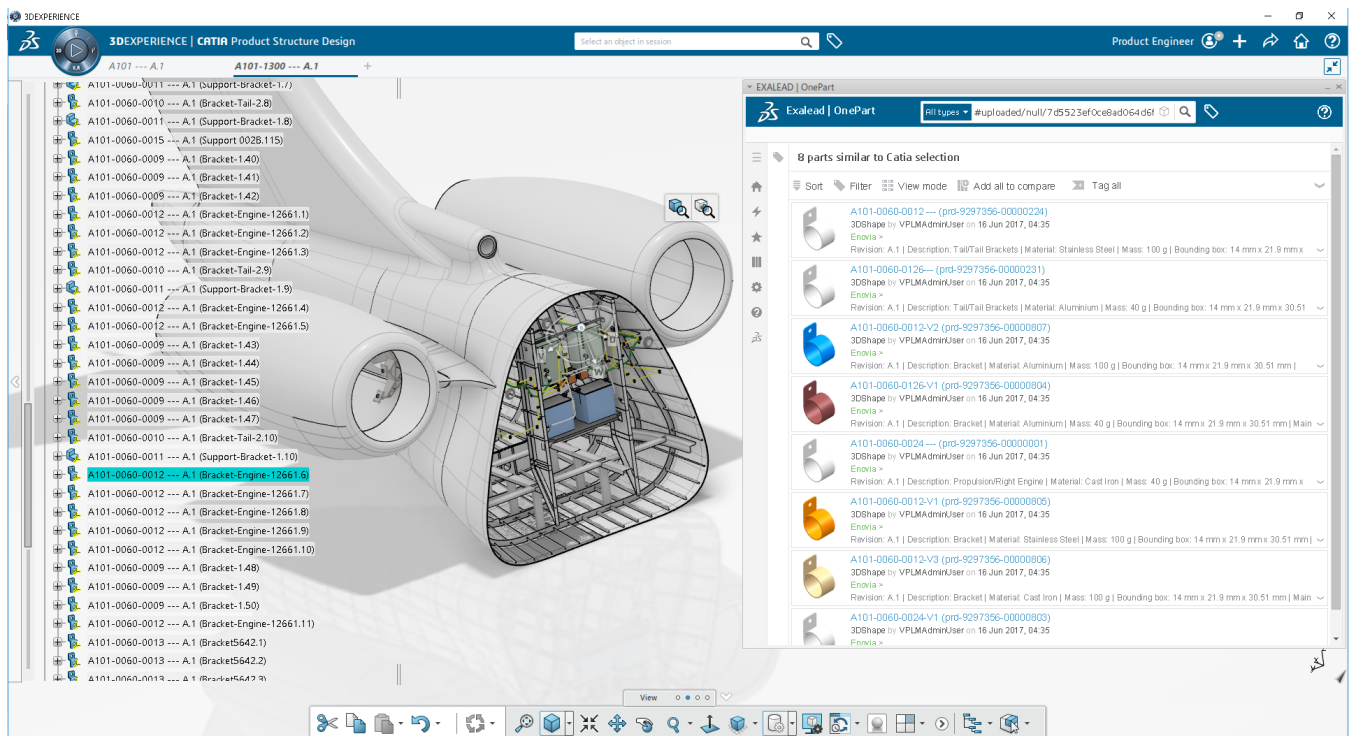 3DEXPERIENCE
3DEXPERIENCE | CATIA Product Structure Design
Select an object in session
Product Engineer
A101 --- A.1
A101-1300 --- A.1
A101-0060-0011 --- A.1 (Support-Bracket-1.7)
A101-0060-0010 --- A.1 (Bracket-Tail-2.8)
A101-0060-0011 --- A.1 (Support-Bracket-1.8)
A101-0060-0015 --- A.1 (Support 002B.115)
A101-0060-0009 --- A.1 (Bracket-1.40)
A101-0060-0009 --- A.1 (Bracket-1.41)
A101-0060-0009 --- A.1 (Bracket-1.42)
A101-0060-0012 --- A.1 (Bracket-Engine-12661.1)
A101-0060-0012 --- A.1 (Bracket-Engine-12661.2)
A101-0060-0012 --- A.1 (Bracket-Engine-12661.3)
A101-0060-0010 --- A.1 (Bracket-Tail-2.9)
A101-0060-0011 --- A.1 (Support-Bracket-1.9)
A101-0060-0012 --- A.1 (Bracket-Engine-12661.4)
A101-0060-0012 --- A.1 (Bracket-Engine-12661.5)
A101-0060-0009 --- A.1 (Bracket-1.43)
A101-0060-0009 --- A.1 (Bracket-1.44)
A101-0060-0009 --- A.1 (Bracket-1.45)
A101-0060-0009 --- A.1 (Bracket-1.46)
A101-0060-0009 --- A.1 (Bracket-1.47)
A101-0060-0010 --- A.1 (Bracket-Tail-2.10)
A101-0060-0011 --- A.1 (Support-Bracket-1.10)
A101-0060-0012 --- A.1 (Bracket-Engine-12661.6)
A101-0060-0012 --- A.1 (Bracket-Engine-12661.7)
A101-0060-0012 --- A.1 (Bracket-Engine-12661.8)
A101-0060-0012 --- A.1 (Bracket-Engine-12661.9)
A101-0060-0012 --- A.1 (Bracket-Engine-12661.10)
A101-0060-0009 --- A.1 (Bracket-1.48)
A101-0060-0009 --- A.1 (Bracket-1.49)
A101-0060-0009 --- A.1 (Bracket-1.50)
A101-0060-0012 --- A.1 (Bracket-Engine-12661.11)
A101-0060-0013 --- A.1 (Bracket5642.1)
A101-0060-0013 --- A.1 (Bracket5642.2)
A101-0060-0013 --- A.1 (Bracket5642.3)
EXALEAD | OnePart
Exalead | OnePart
All types
#uploaded/null/7d5523ef0ce8ad064d6f
8 parts similar to Catia selection
Sort Filter View mode Add all to compare Tag all
A101-0060-0012 --- (prd-9297356-00000224)
3DShape by VPLMAdminUser on 16 Jun 2017, 04:35
Enovia >
Revision: A.1 | Description: Tail/Tail Brackets | Material: Stainless Steel | Mass: 100 g | Bounding box: 14 mm x 21.9 mm x
A101-0060-0126--- (prd-9297356-00000231)
3DShape by VPLMAdminUser on 16 Jun 2017, 04:35
Enovia >
Revision: A.1 | Description: Tail/Tail Brackets | Material: Aluminium | Mass: 40 g | Bounding box: 14 mm x 21.9 mm x 30.51
A101-0060-0012-V2 (prd-9297356-00000807)
3DShape by VPLMAdminUser on 16 Jun 2017, 04:35
Enovia >
Revision: A.1 | Description: Bracket | Material: Aluminium | Mass: 100 g | Bounding box: 14 mm x 21.9 mm x 30.51 mm |
A101-0060-0126-V1 (prd-9297356-00000804)
3DShape by VPLMAdminUser on 16 Jun 2017, 04:35
Enovia >
Revision: A.1 | Description: Bracket | Material: Aluminium | Mass: 40 g | Bounding box: 14 mm x 21.9 mm x 30.51 mm | Main
A101-0060-0024 --- (prd-9297356-00000001)
3DShape by VPLMAdminUser on 16 Jun 2017, 04:35
Enovia >
Revision: A.1 | Description: Propulsion/Right Engine | Material: Cast Iron | Mass: 40 g | Bounding box: 14 mm x 21.9 mm x
A101-0060-0012-V1 (prd-9297356-00000805)
3DShape by VPLMAdminUser on 16 Jun 2017, 04:35
Enovia >
Revision: A.1 | Description: Bracket | Material: Stainless Steel | Mass: 100 g | Bounding box: 14 mm x 21.9 mm x 30.51 mm |
A101-0060-0012-V3 (prd-9297356-00000806)
3DShape by VPLMAdminUser on 16 Jun 2017, 04:35
Enovia >
Revision: A.1 | Description: Bracket | Material: Cast Iron | Mass: 100 g | Bounding box: 14 mm x 21.9 mm x 30.51 mm | Main
A101-0060-0024-V1 (prd-9297356-00000803)
3DShape by VPLMAdminUser on 16 Jun 2017, 04:35
Enovia >
View